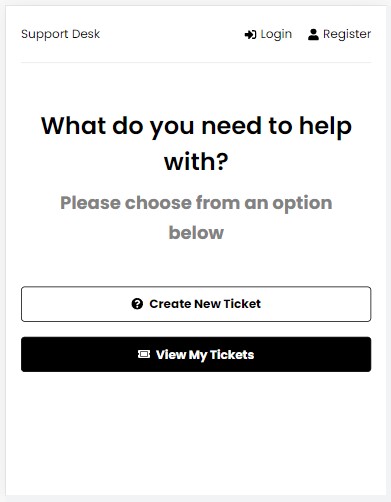 Support Desk
Login
Register
What do you need to help
with?
Please choose from an option
below
Create New Ticket
View My Tickets